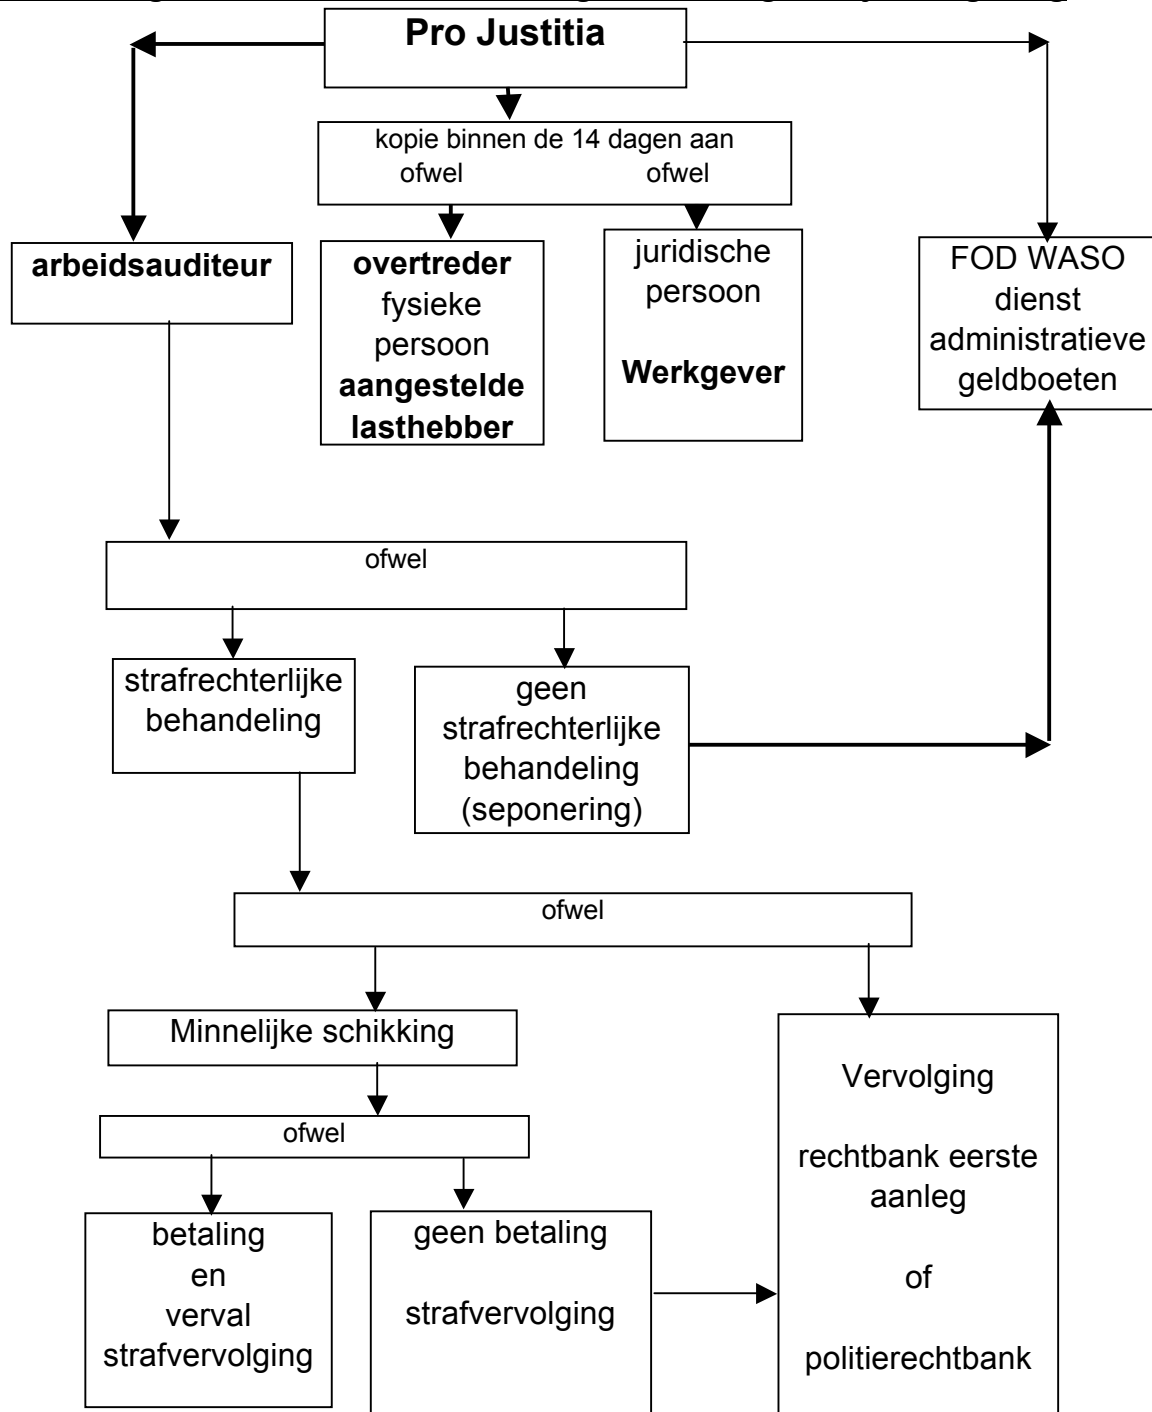 Pro Justitia
kopie binnen de 14 dagen aan
ofwel ofwel
arbeidsauditeur
overtreder
fysieke
persoon
aangestelde
lasthebber
juridische
persoon
Werkgever
FOD WASO
dienst
administratieve
geldboeten
ofwel
strafrechterlijke
behandeling
geen
strafrechterlijke
behandeling
(seponering)
ofwel
Minnelijke schikking
ofwel
betaling
en
verval
strafvervolging
geen betaling
strafvervolging
Vervolging
rechtbank eerste
aanleg
of
politierechtbank